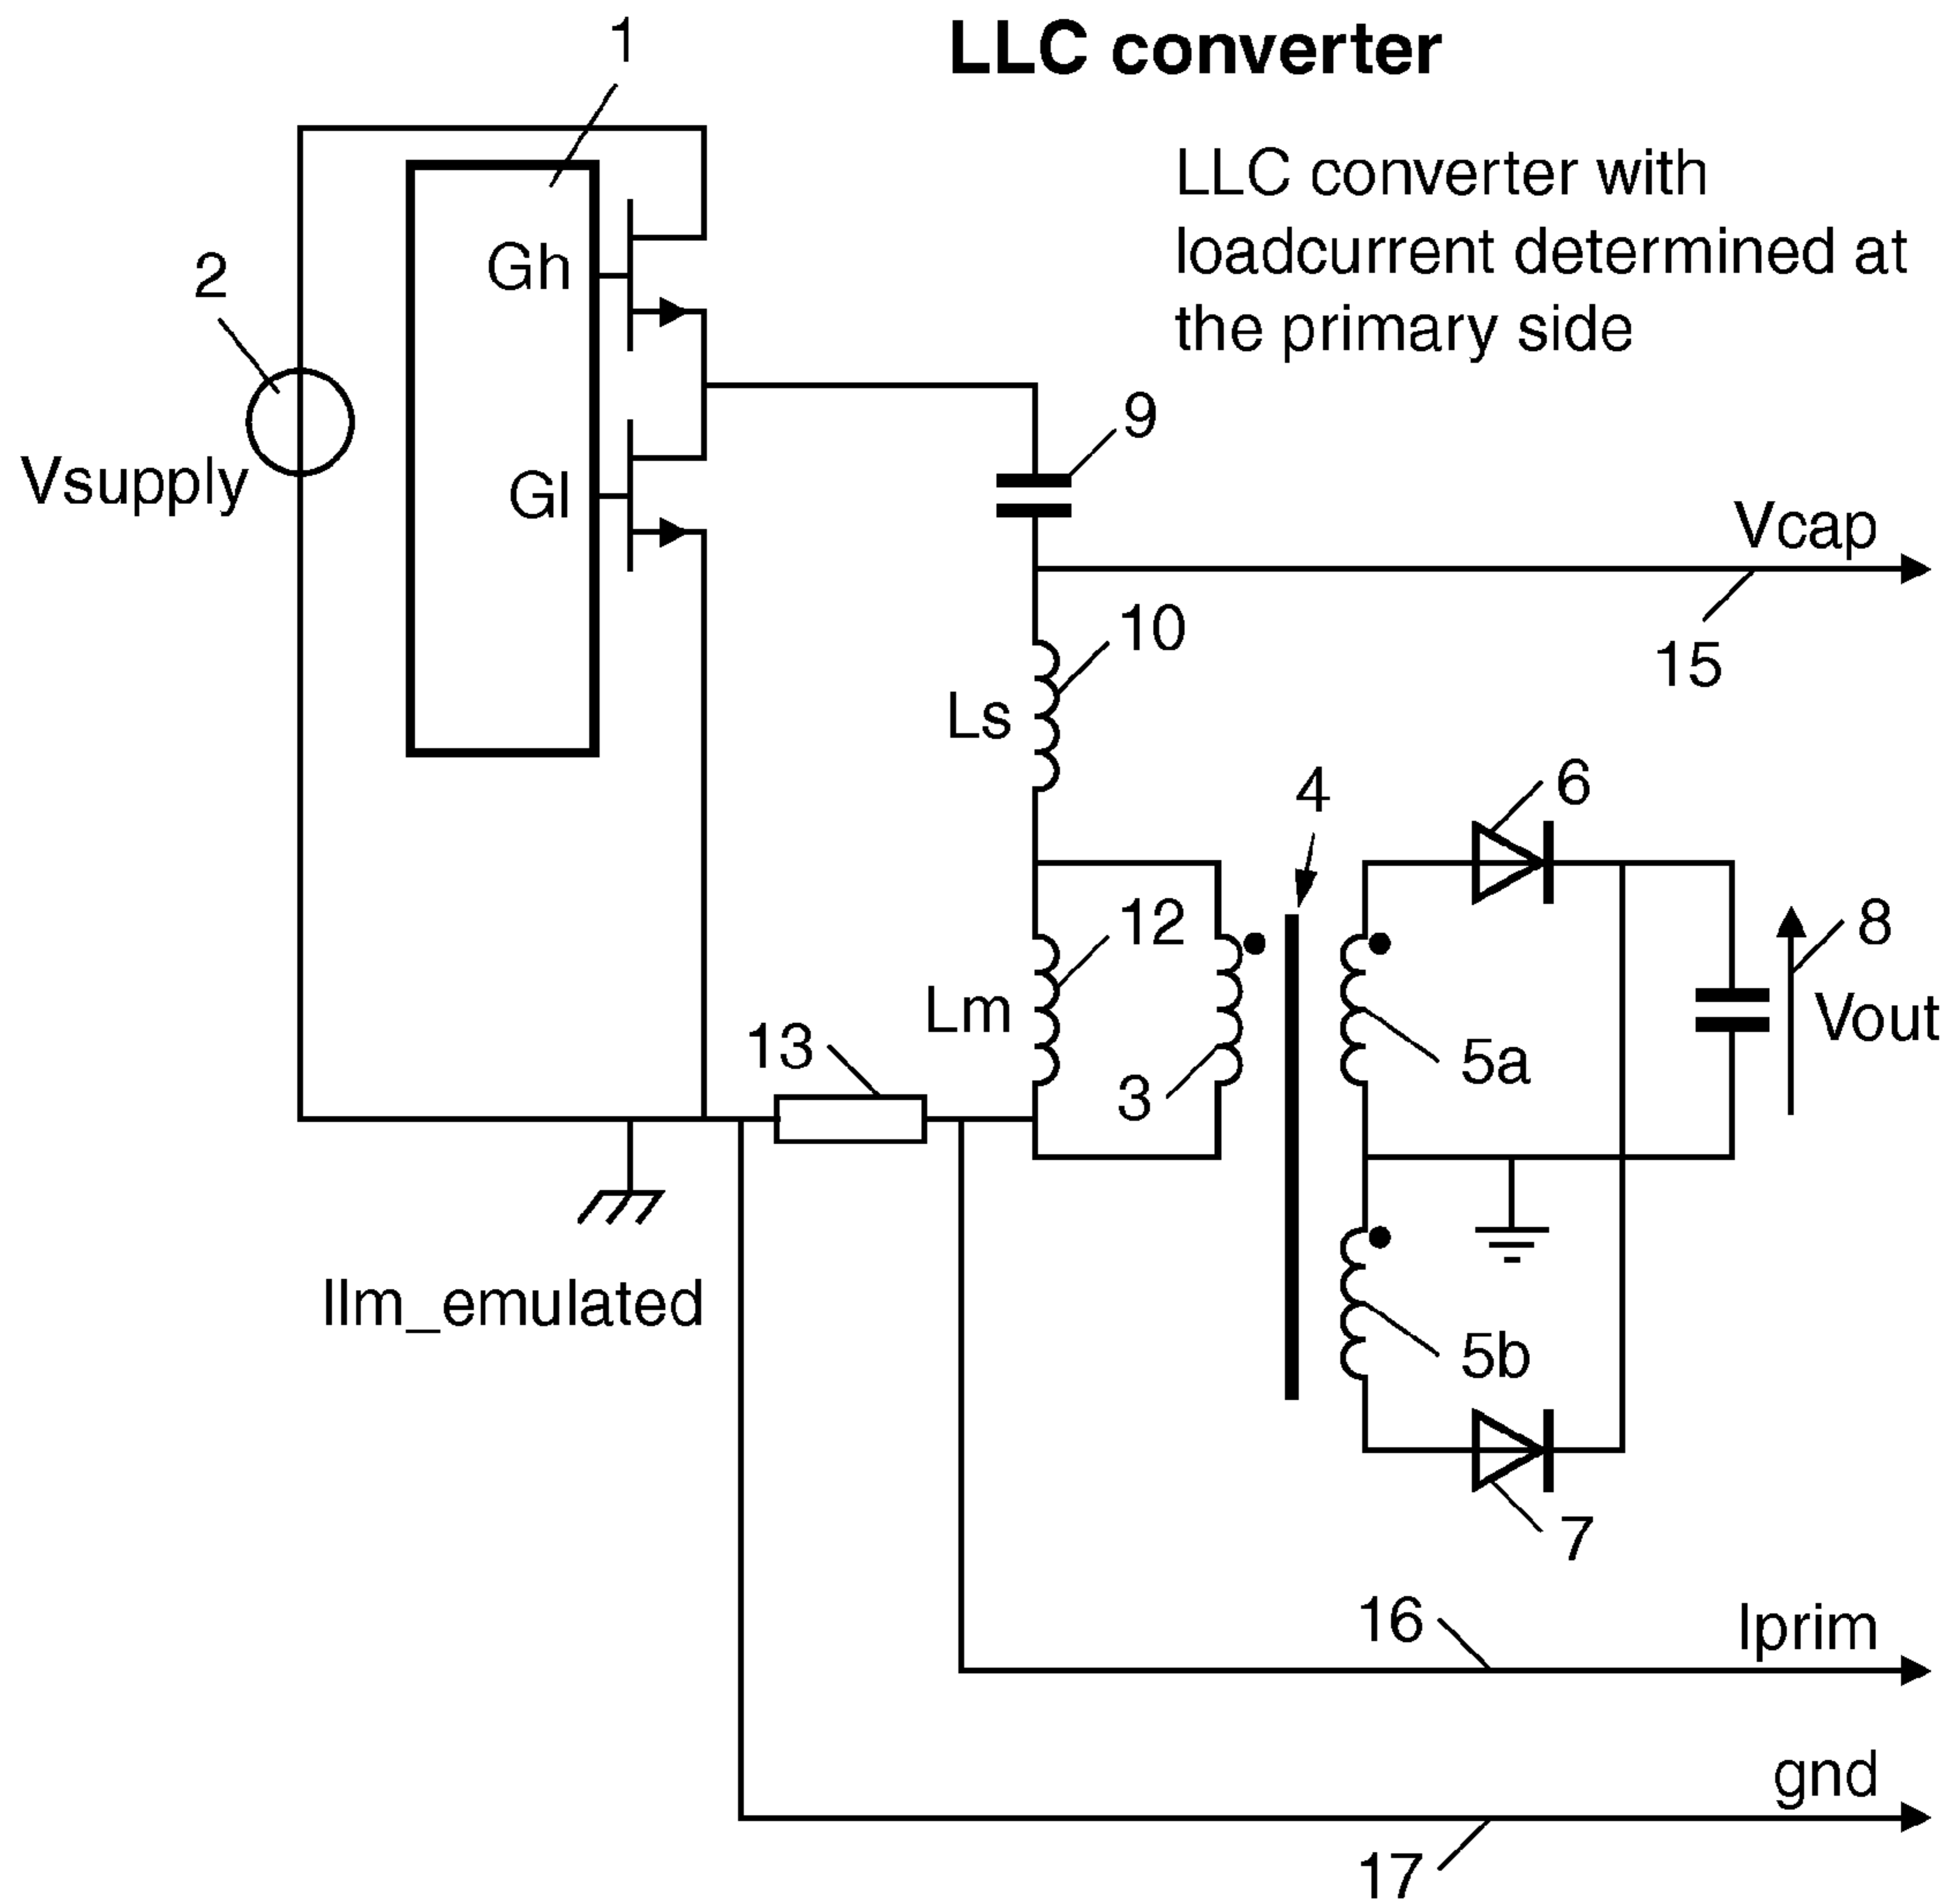 LLC converter
1
LLC converter with
loadcurrent determined at
the primary side
Gh
2
9
Vsupply
Gl
Vcap
10
15
Ls
4
6
12
8
Lm
Vout
13
5a
3
Ilm_emulated
5b
7
16
Iprim
gnd
17